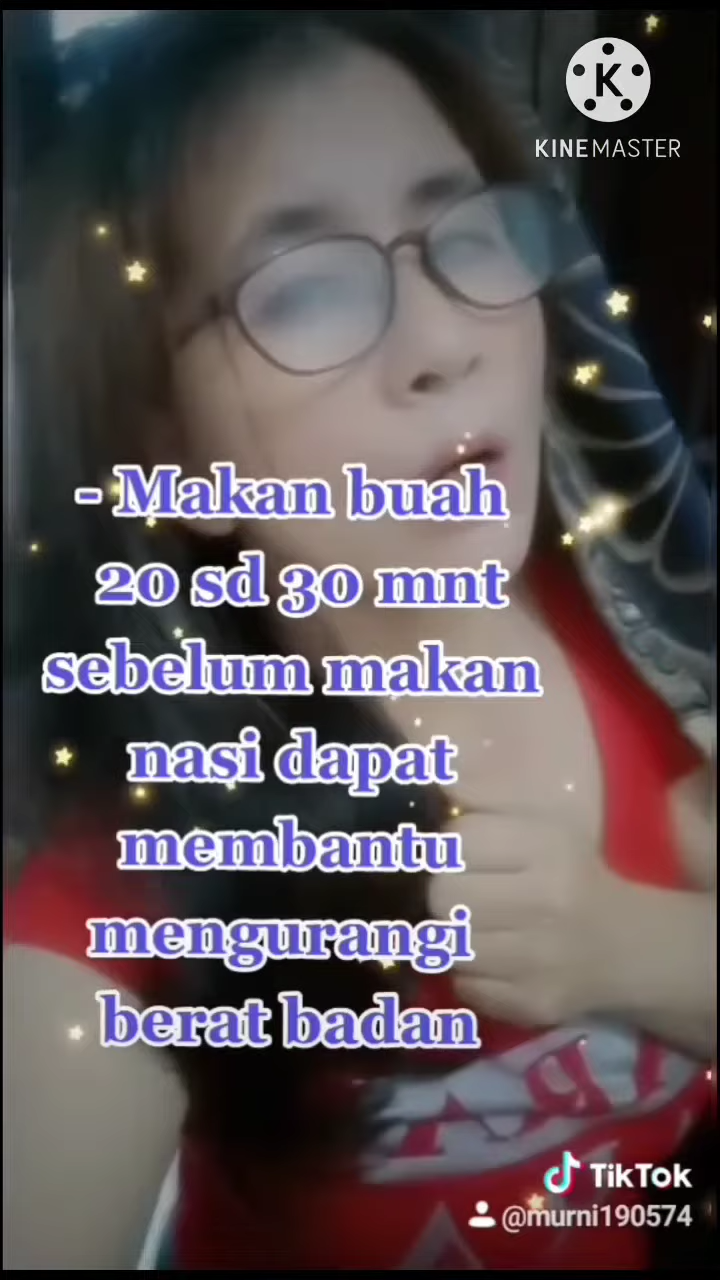 K
KINEMASTER
- Makan buah
20 sd 30 mnt
sebelum makan
nasi dapat
membantu
mengurangi
berat badan
TikTok
@murni190574